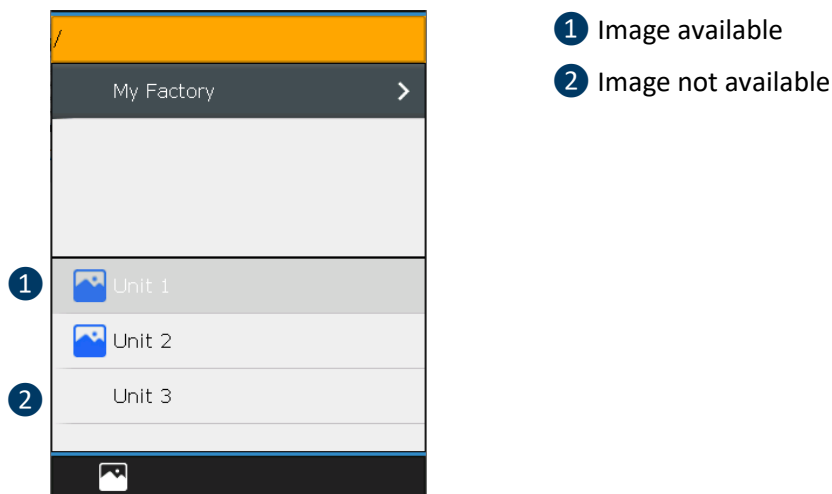 /
My Factory
1 Unit 1
Unit 2
2 Unit 3
1 Image available
2 Image not available